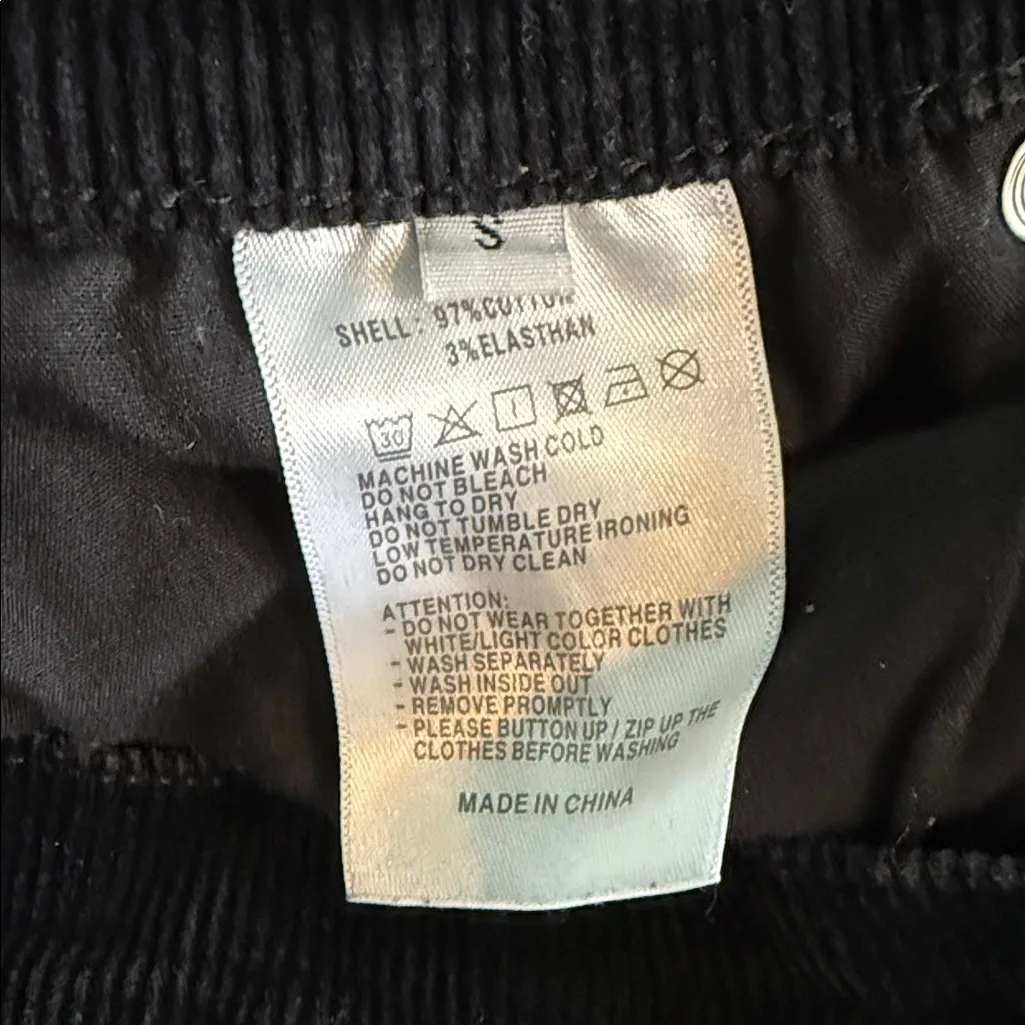 S
SHELL: 97%COTTON
3%ELASTHAN
30
MACHINE WASH COLD
DO NOT BLEACH
HANG TO DRY
DO NOT TUMBLE DRY
LOW TEMPERATURE IRONING
DO NOT DRY CLEAN
ATTENTION:
- DO NOT WEAR TOGETHER WITH
WHITE/LIGHT COLOR CLOTHES
- WASH SEPARATELY
- WASH INSIDE OUT
- REMOVE PROMPTLY
- PLEASE BUTTON UP / ZIP UP THE
CLOTHES BEFORE WASHING
MADE IN CHINA